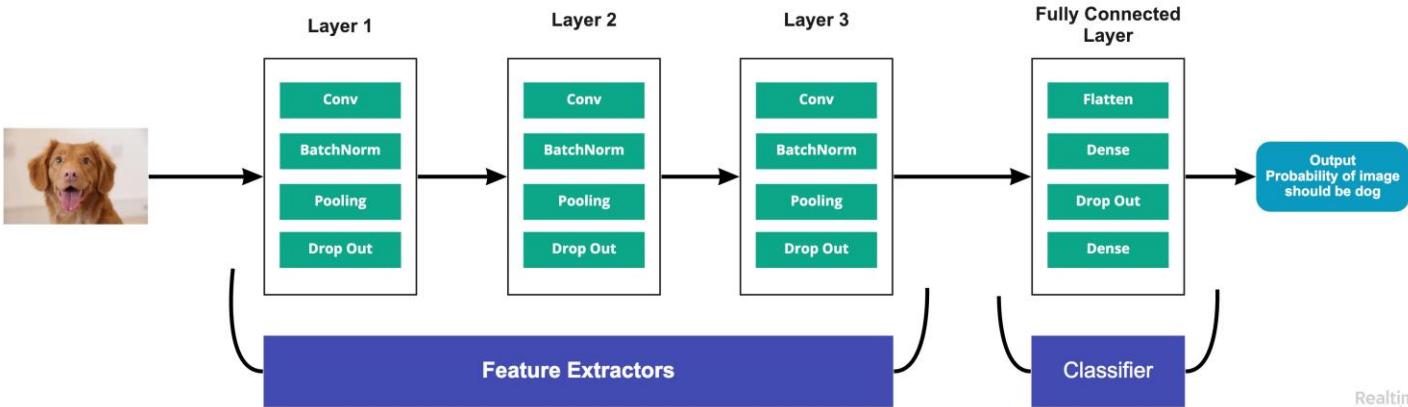 Layer 1
Layer 2
Layer 3
Fully Connected
Layer
Conv
BatchNorm
Pooling
Drop Out
Conv
BatchNorm
Pooling
Drop Out
Conv
BatchNorm
Pooling
Drop Out
Flatten
Dense
Drop Out
Dense
Output
Probability of image
should be dog
Feature Extractors
Classifier